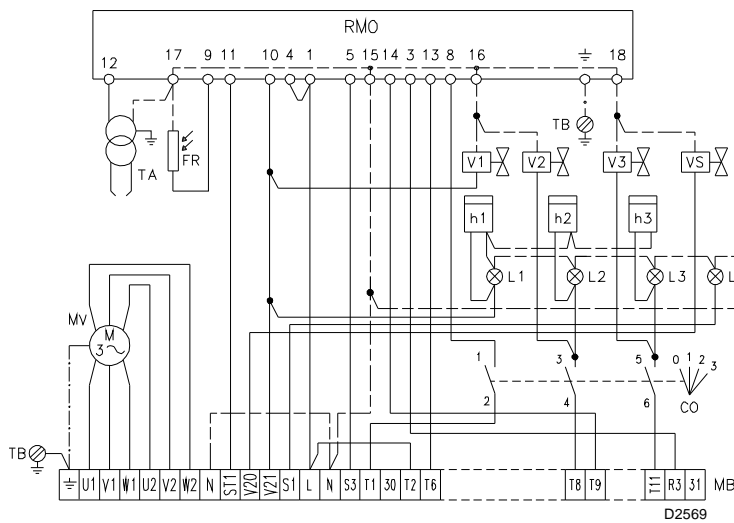 RMO
12 17 9 11 10 4 1 5 15 14 3 13 8 16 18
TB
TA FR V1 V2 V3 VS
h1 h2 h3
L1 L2 L3 L
MV M 3
1 3 5 0 1 2 3
2 4 6 CO
TB
U1 V1 W1 U2 V2 W2 N ST1 V20 V21 S1 L N S3 T1 30 T2 T6 T8 T9 T11 R3 31 MB
D2569